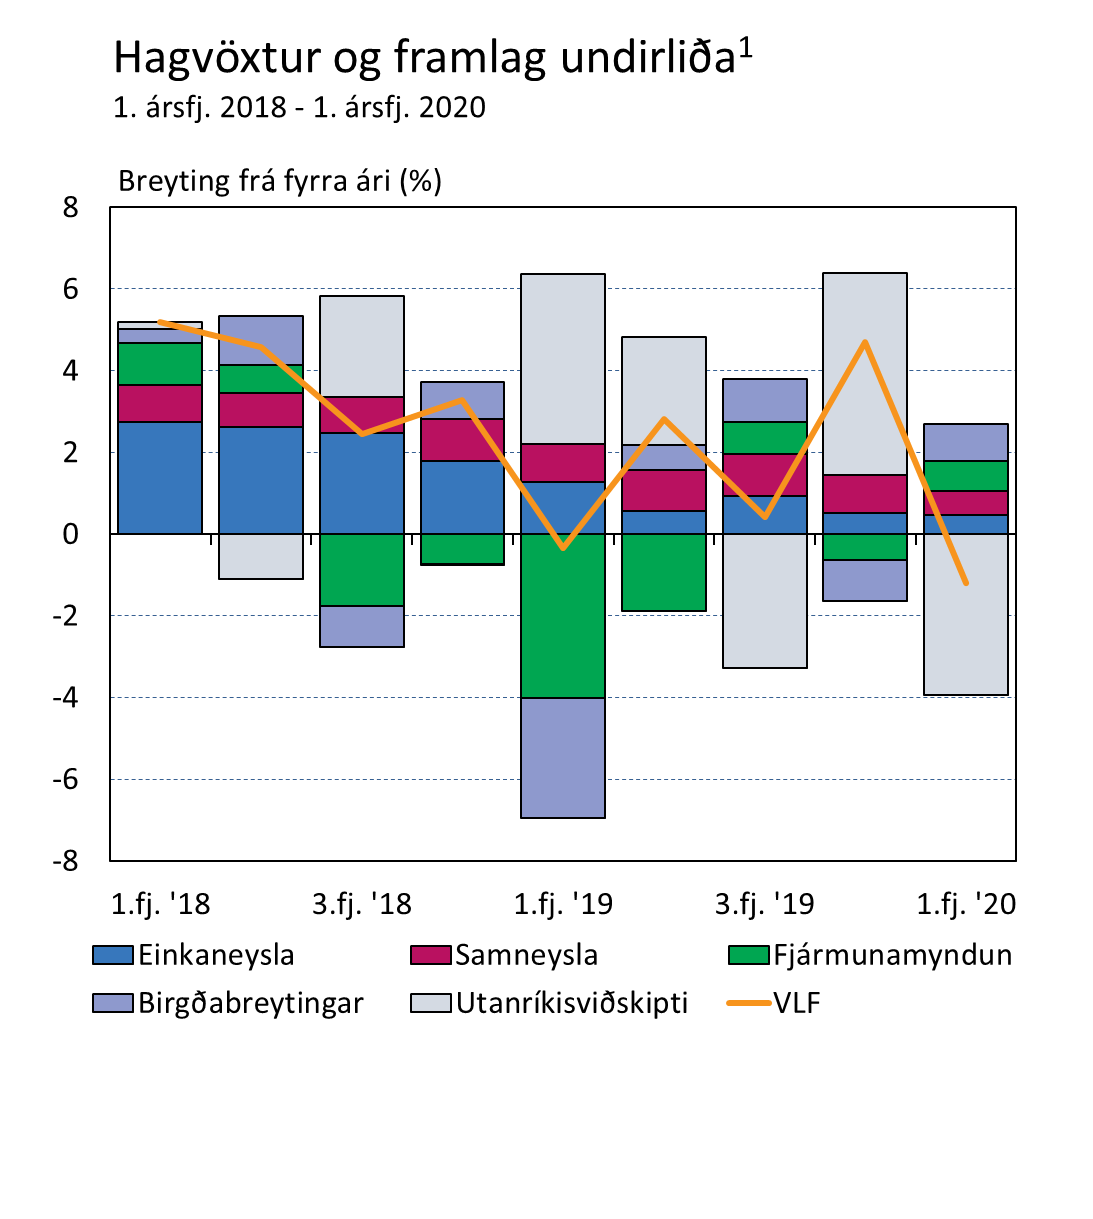 Hagvöxtur og framlag undirliða¹
1. ársfj. 2018 - 1. ársfj. 2020
Breyting frá fyrra ári (%)
8
6
4
2
0
-2
-4
-6
-8
1.fj. '18 3.fj. '18 1.fj. '19 3.fj. '19 1.fj. '20
Einkaneysla Samneysla Fjármunamyndun
Birgðabreytingar Utanríkisviðskipti VLF